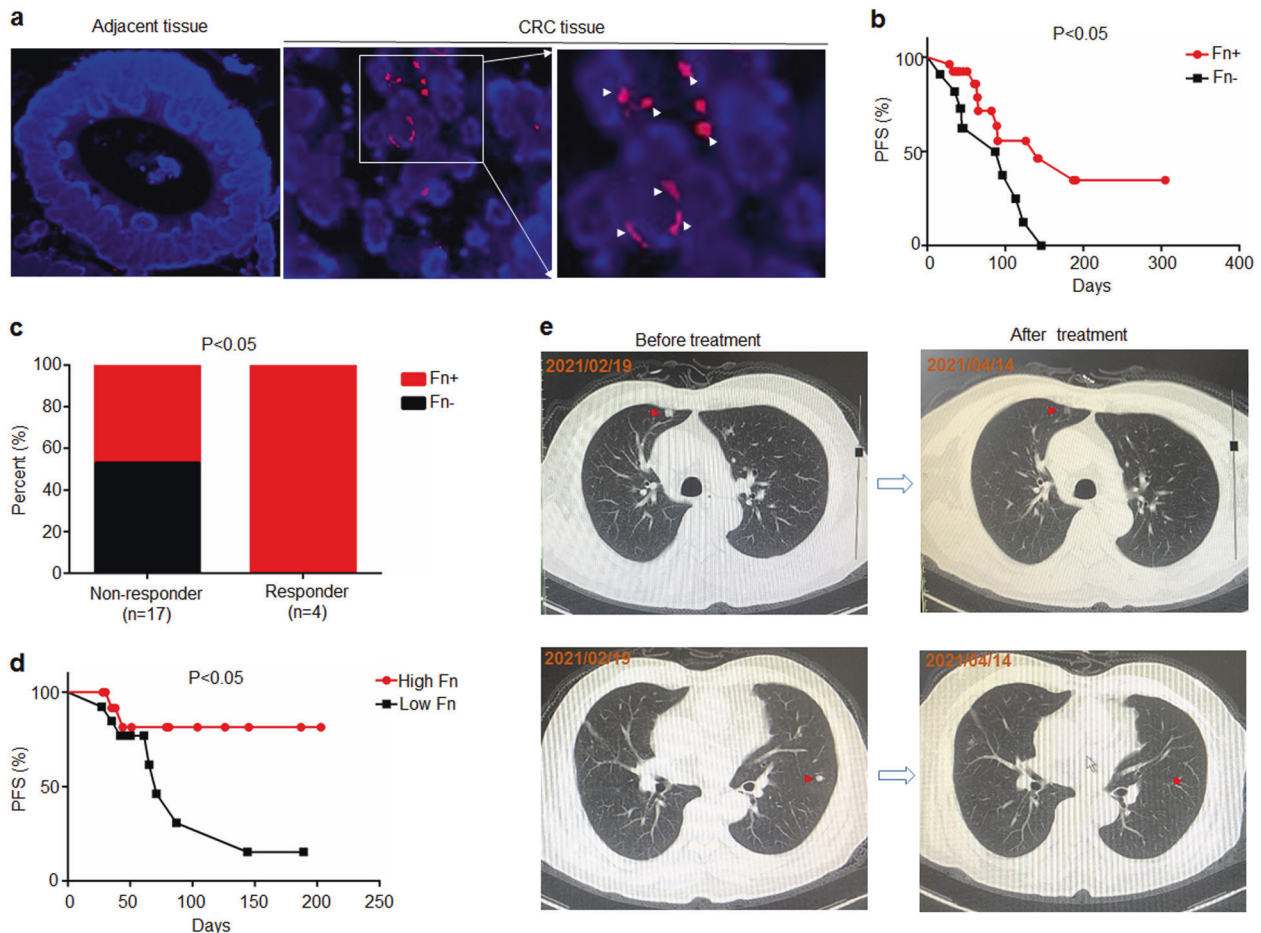 a
Adjacent tissue
CRC tissue
b
P<0.05
Fn+
Fn-
100
50
0
PFS (%)
0 100 200 300 400
Days
c
P<0.05
Fn+
Fn-
100
80
60
40
20
0
Percent (%)
Non-responder
(n=17)
Responder
(n=4)
d
P<0.05
High Fn
Low Fn
100
50
0
PFS (%)
0 50 100 150 200 250
Days
e
Before treatment
After treatment
2021/02/19
2021/04/14
2021/02/19
2021/04/14